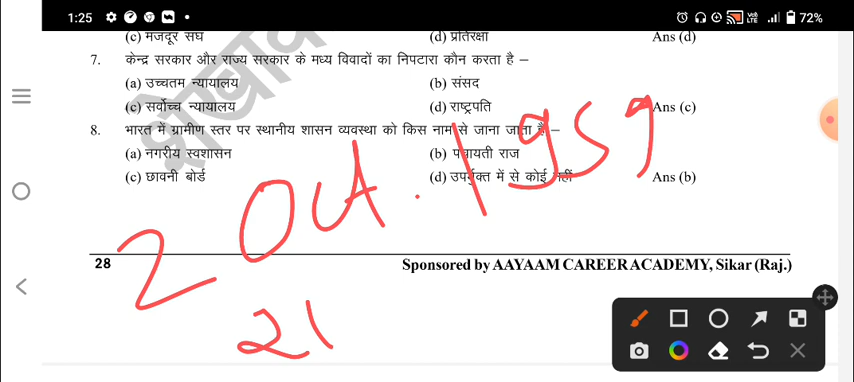 1:25 72%
(c) मजदूर संघ (d) प्रतिरक्षा Ans (d)
7. केन्द्र सरकार और राज्य सरकार के मध्य विवादों का निपटारा कौन करता है –
(a) उच्चतम न्यायालय (b) संसद
(c) सर्वोच्च न्यायालय (d) राष्ट्रपति Ans (c)
8. भारत में ग्रामीण स्तर पर स्थानीय शासन व्यवस्था को किस नाम से जाना जाता है –
(a) नगरीय स्वशासन (b) पंचायती राज
(c) छावनी बोर्ड (d) उपर्युक्त में से कोई नहीं Ans (b)
2 Oct. 1959
28 Sponsored by AAYAAM CAREER ACADEMY, Sikar (Raj.)
21